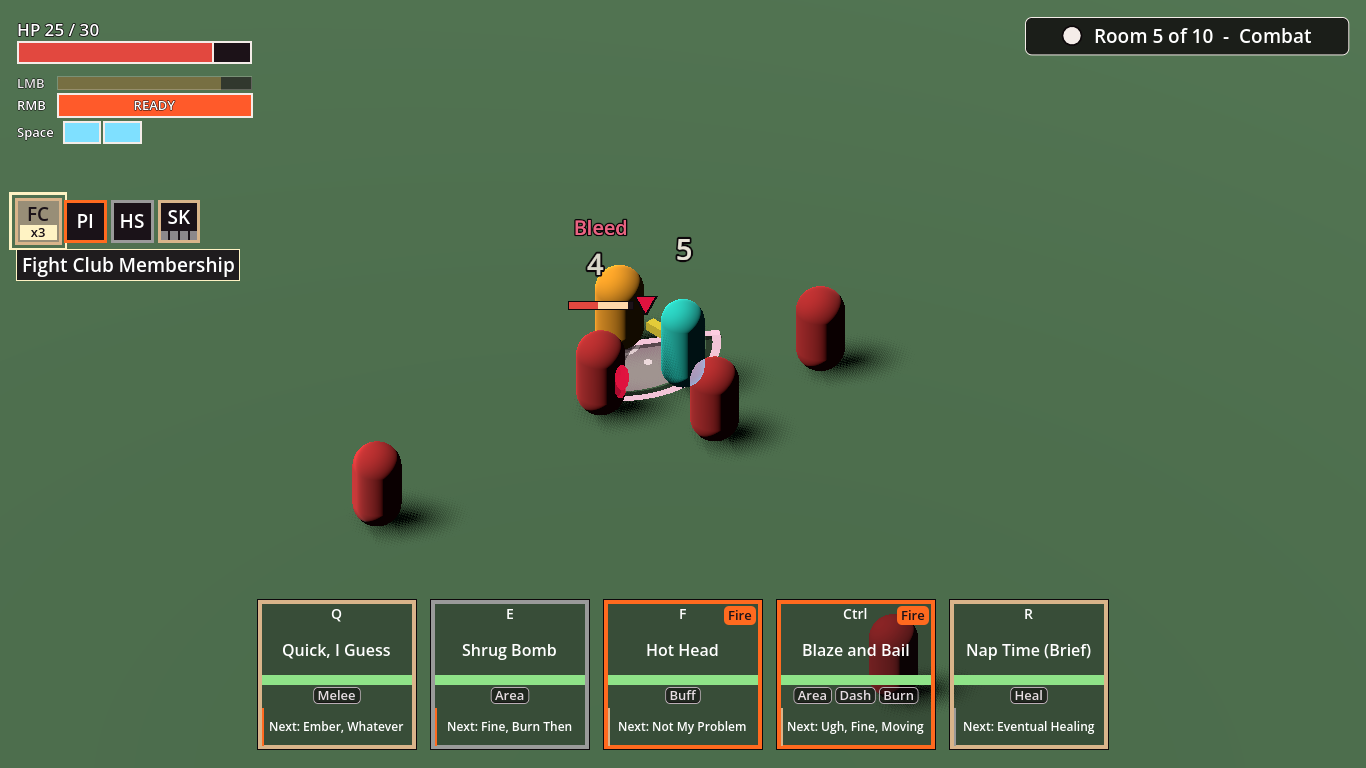 HP 25 / 30
Room 5 of 10 - Combat
LMB
RMB READY
Space
FC PI HS SK
x3
Fight Club Membership
Bleed
4 5
Q E F Fire Ctrl Fire R
Quick, I Guess Shrug Bomb Hot Head Blaze and Bail Nap Time (Brief)
Melee Area Buff Area Dash Burn Heal
Next: Ember, Whatever Next: Fine, Burn Then Next: Not My Problem Next: Ugh, Fine, Moving Next: Eventual Healing